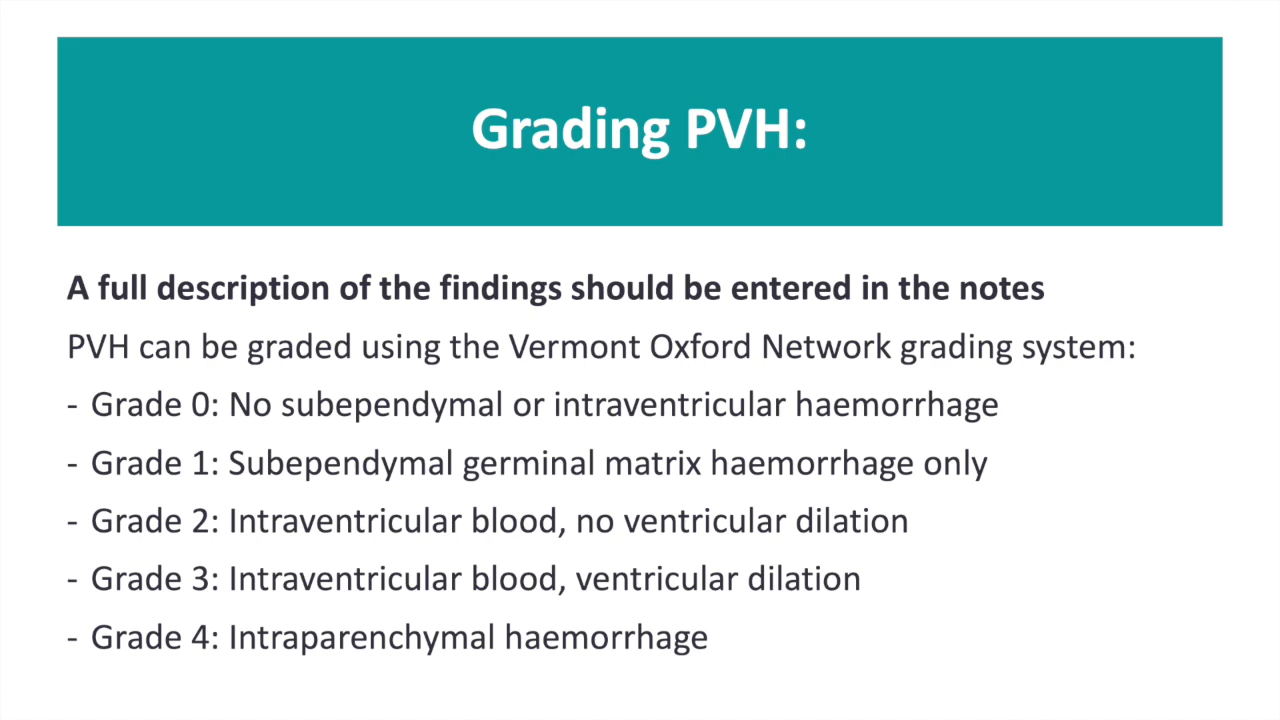 Grading PVH:
A full description of the findings should be entered in the notes
PVH can be graded using the Vermont Oxford Network grading system:
- Grade 0: No subependymal or intraventricular haemorrhage
- Grade 1: Subependymal germinal matrix haemorrhage only
- Grade 2: Intraventricular blood, no ventricular dilation
- Grade 3: Intraventricular blood, ventricular dilation
- Grade 4: Intraparenchymal haemorrhage